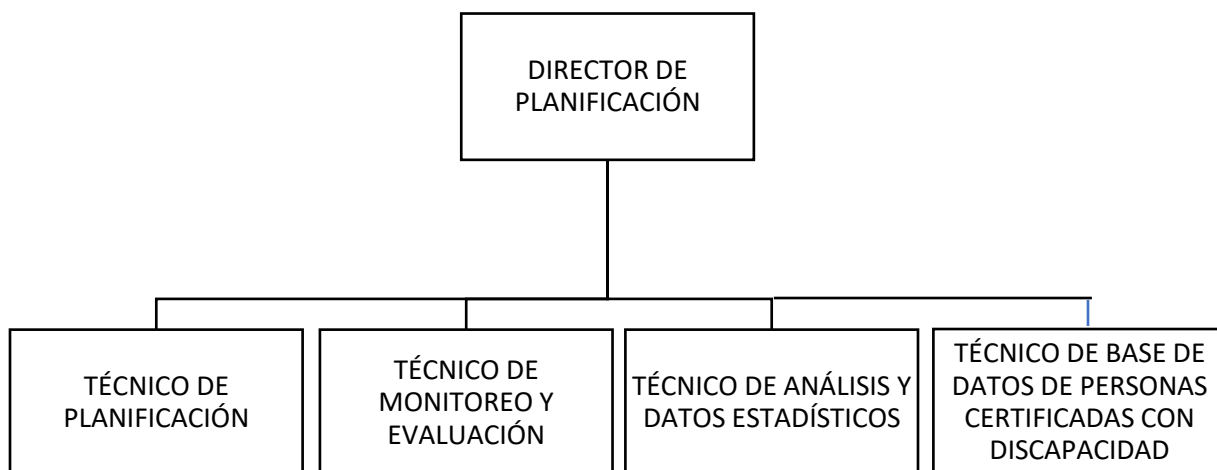 DIRECTOR DE
PLANIFICACIÓN
TÉCNICO DE
PLANIFICACIÓN
TÉCNICO DE
MONITOREO Y
EVALUACIÓN
TÉCNICO DE ANÁLISIS Y
DATOS ESTADÍSTICOS
TÉCNICO DE BASE DE
DATOS DE PERSONAS
CERTIFICADAS CON
DISCAPACIDAD